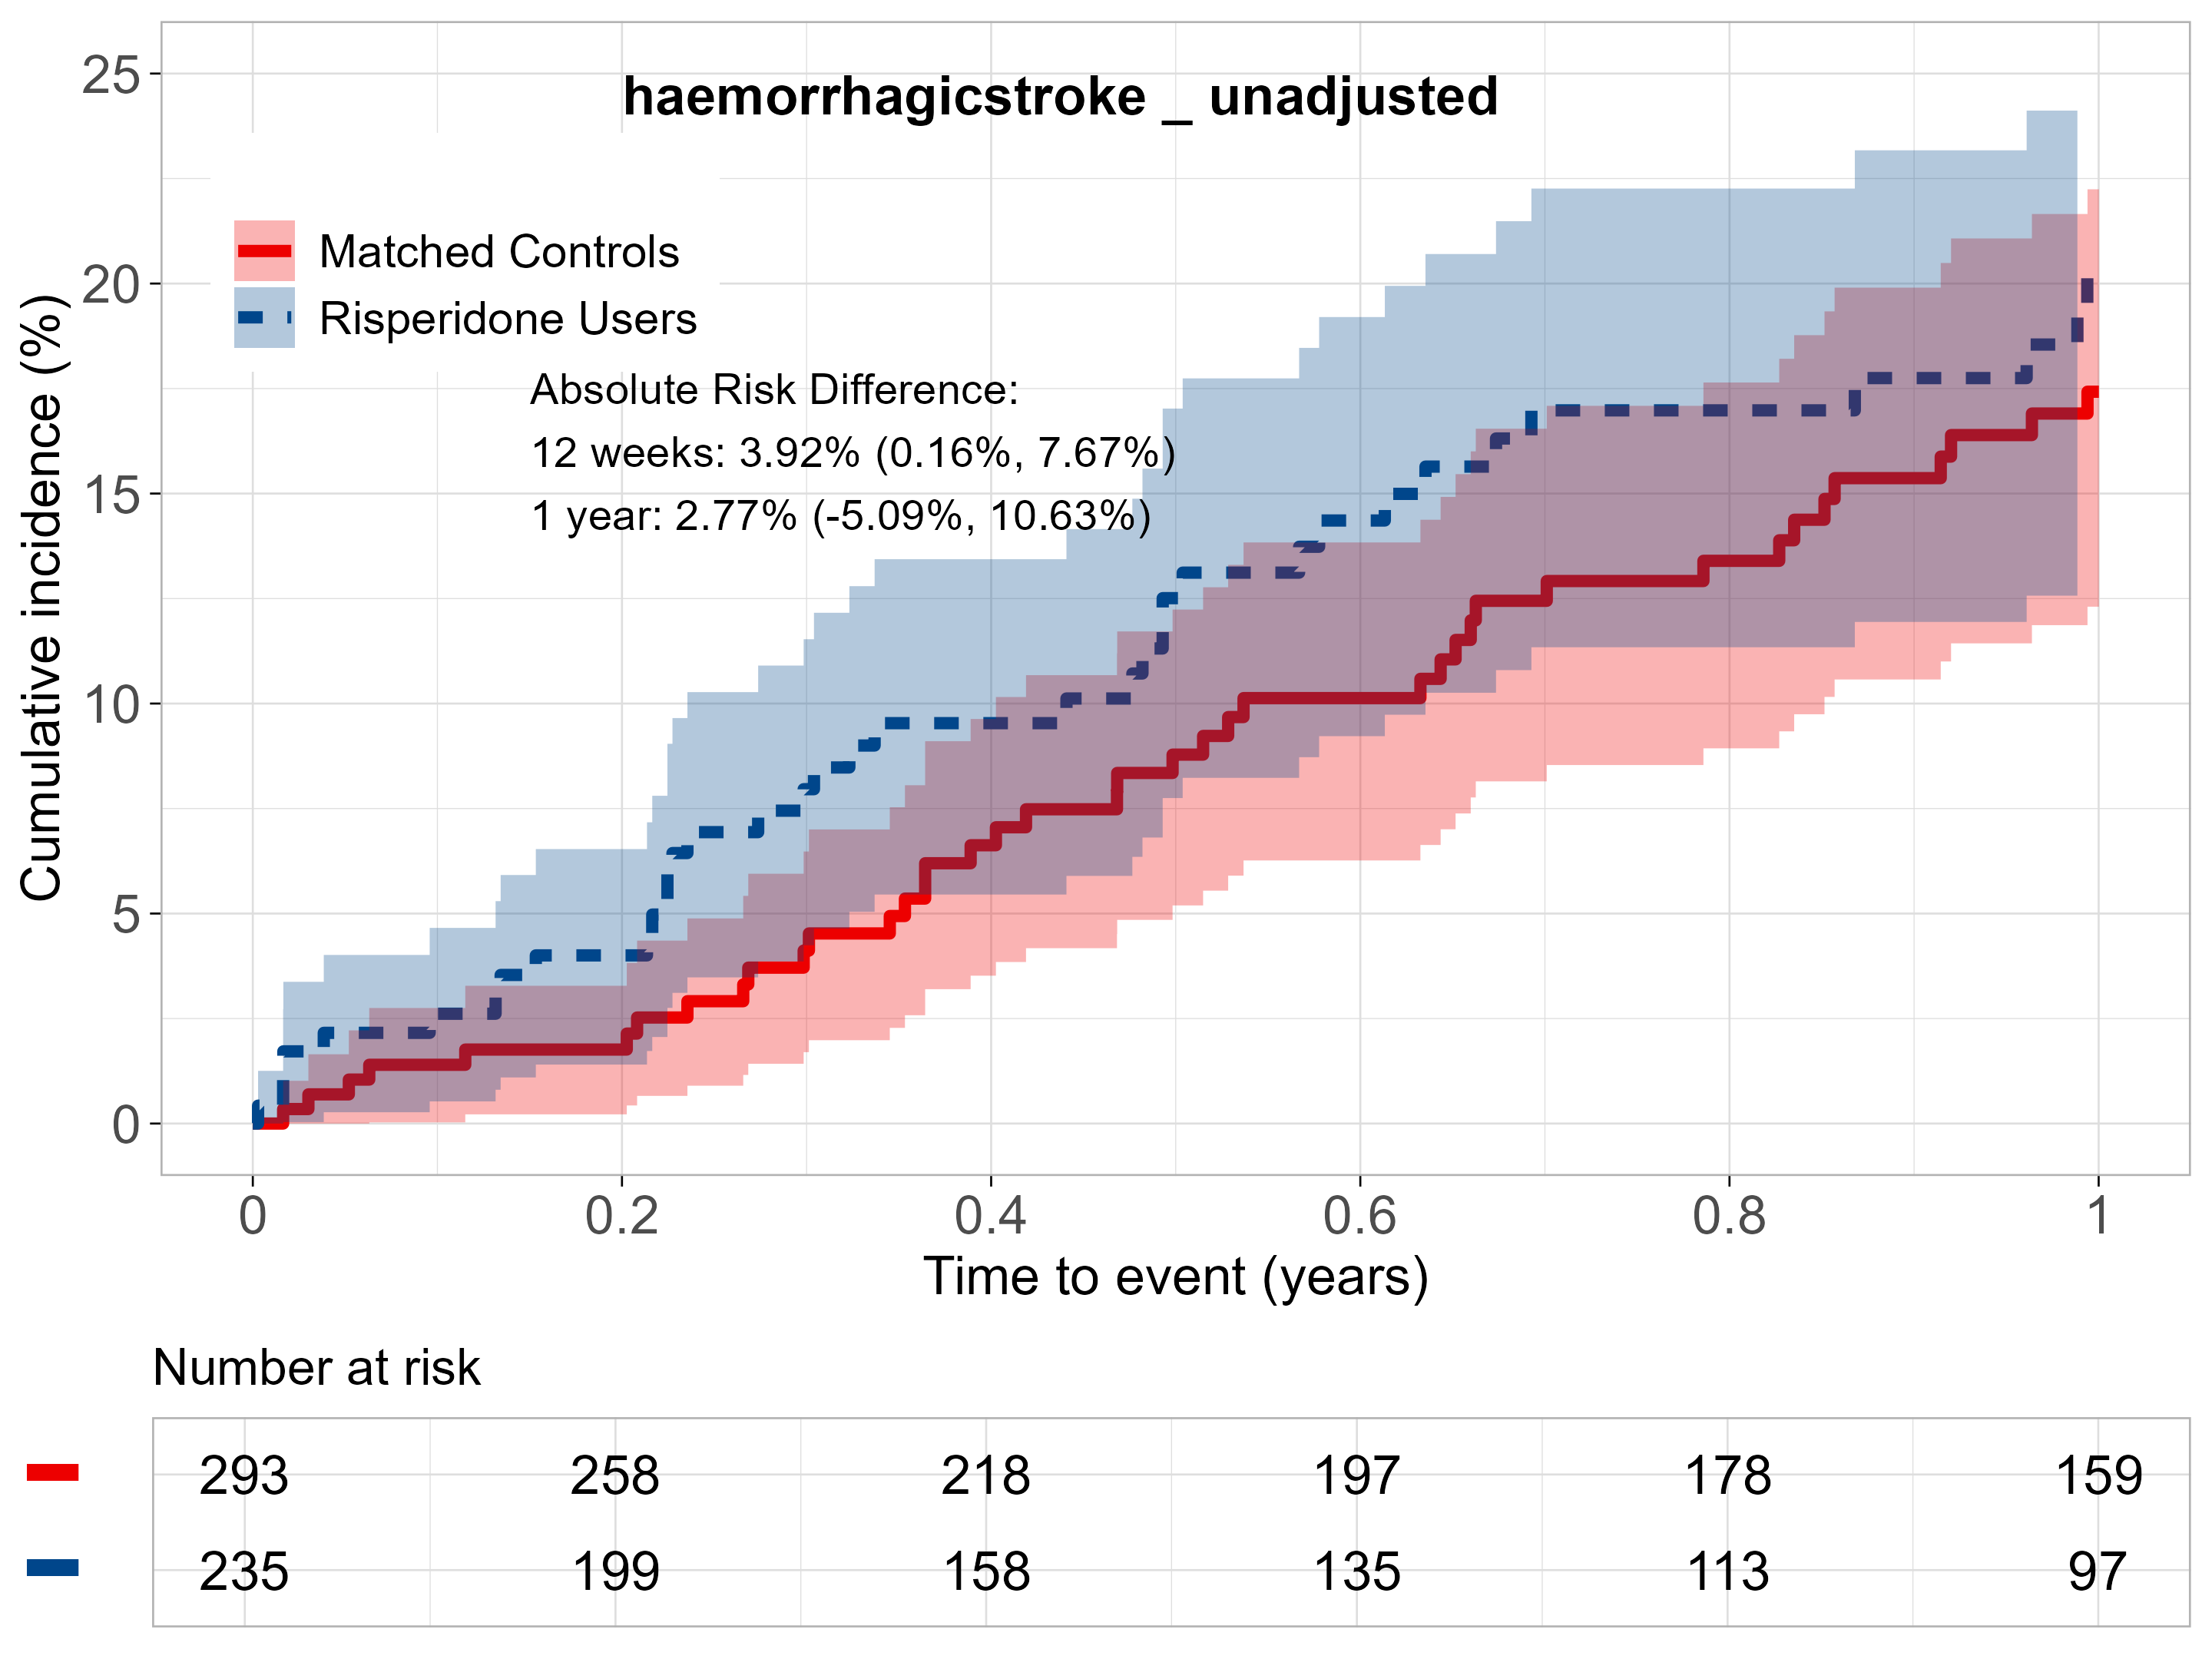 haemorrhagicstroke _ unadjusted
25
20
15
10
5
0
Cumulative incidence (%)
Matched Controls
Risperidone Users
Absolute Risk Difference:
12 weeks: 3.92% (0.16%, 7.67%)
1 year: 2.77% (-5.09%, 10.63%)
0 0.2 0.4 0.6 0.8 1
Time to event (years)
Number at risk
293 258 218 197 178 159
235 199 158 135 113 97